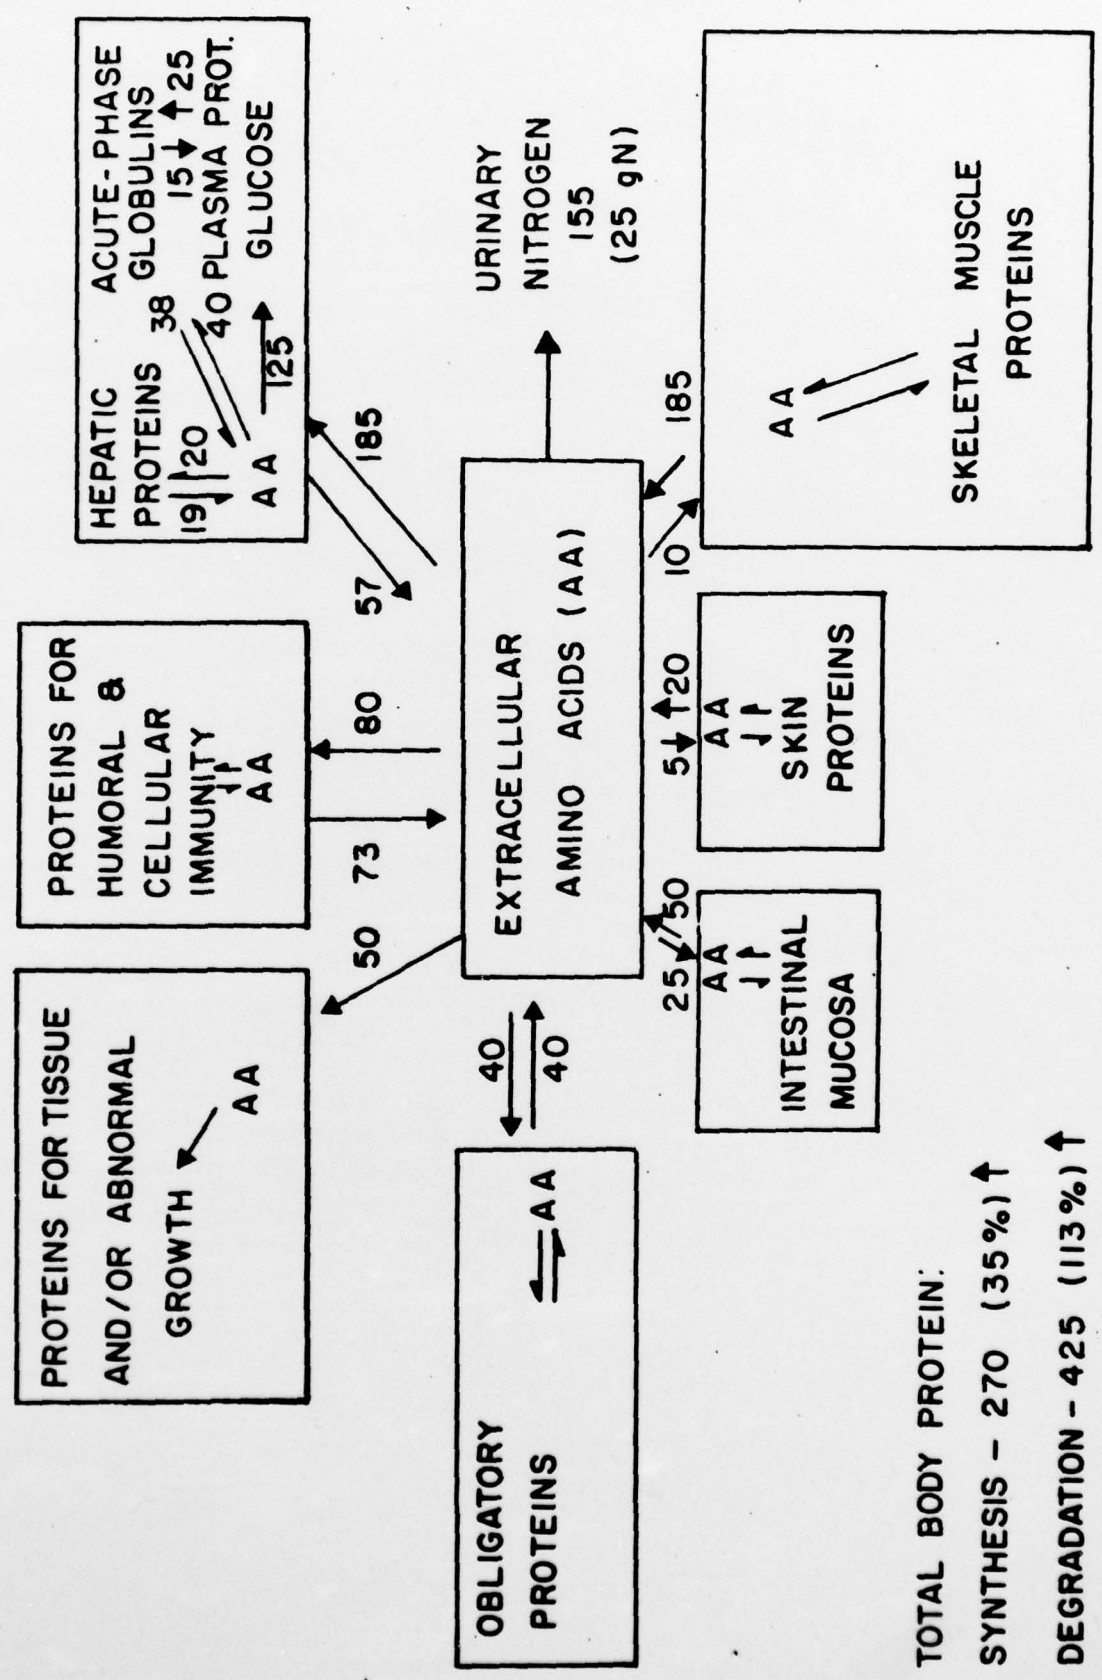 PROTEINS FOR TISSUE
AND/OR ABNORMAL
GROWTH
AA
PROTEINS FOR
HUMORAL &
CELLULAR
IMMUNITY
AA
HEPATIC
PROTEINS
19 20
AA
ACUTE-PHASE
GLOBULINS
38 15 25
40 PLASMA PROT.
125 GLUCOSE
50
73
80
57
185
OBLIGATORY
PROTEINS
AA
40
40
EXTRACELLULAR
AMINO ACIDS (AA)
URINARY
NITROGEN
155
(25 gN)
25
50
5
20
10
185
AA
INTESTINAL
MUCOSA
AA
SKIN
PROTEINS
AA
SKELETAL MUSCLE
PROTEINS
TOTAL BODY PROTEIN:
SYNTHESIS - 270 (35%)
DEGRADATION - 425 (113%)